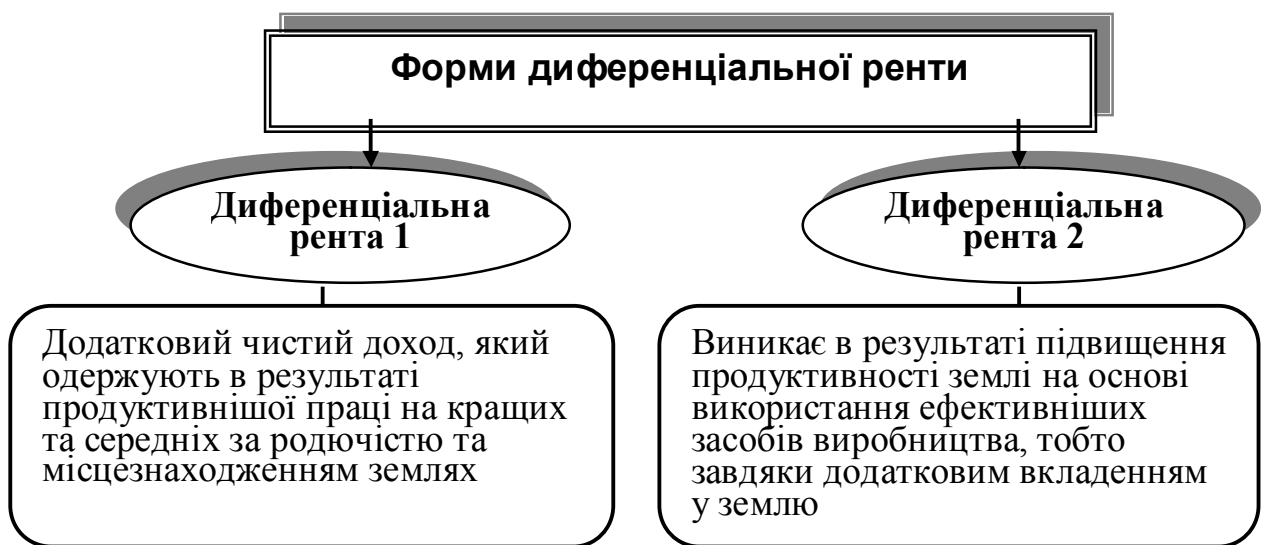 Форми диференціальної ренти
Диференціальна
рента 1
Диференціальна
рента 2
Додатковий чистий доход, який
одержують в результаті
продуктивнішої праці на кращих
та середніх за родючістю та
місцезнаходженням землях
Виникає в результаті підвищення
продуктивності землі на основі
використання ефективніших
засобів виробництва, тобто
завдяки додатковим вкладенням
у землю